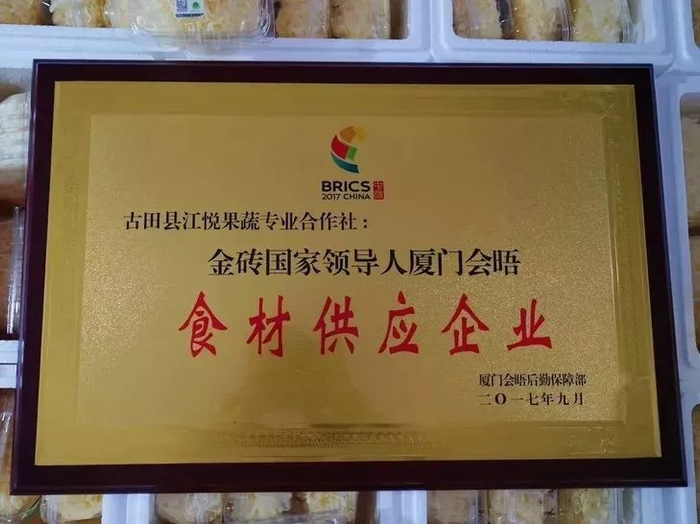 BRICS
2017 CHINA
古田县江悦果蔬专业合作社：
金砖国家领导人厦门会晤
食材供应企业
厦门会晤后勤保障部
二〇一七年九月